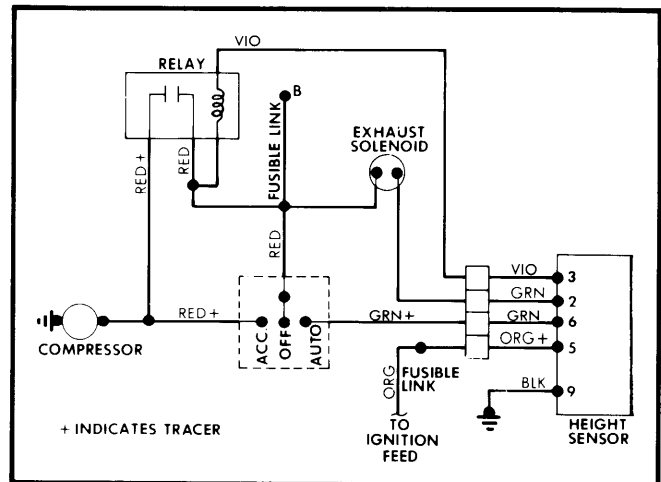 VIO
RELAY
B
FUSIBLE LINK
EXHAUST
SOLENOID
RED +
RED
RED
VIO
3
GRN
2
RED +
GRN +
GRN
6
ORG +
5
COMPRESSOR
ACC.
OFF
AUTO
ORG
FUSIBLE
LINK
BLK
9
+ INDICATES TRACER
TO
IGNITION
FEED
HEIGHT
SENSOR